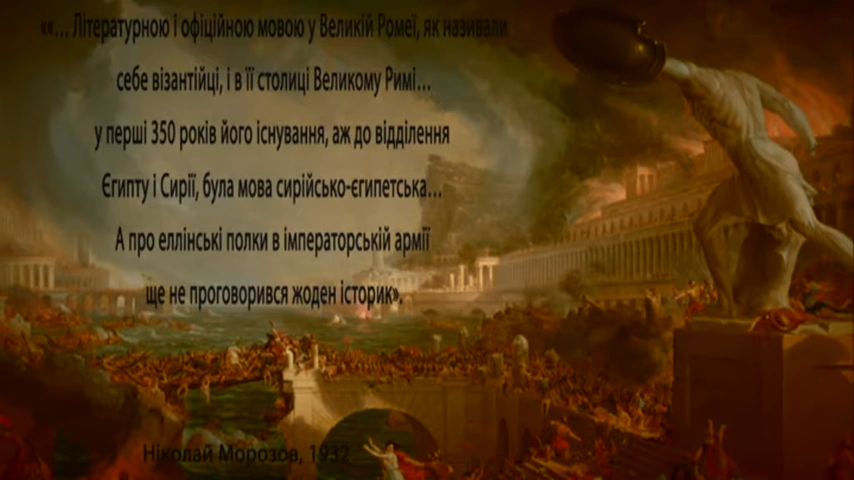 ««... Літературною і офіційною мовою у Великій Ромеї, як називали
себе візантійці, і в її столиці Великому Римі...
у перші 350 років його існування, аж до відділення
Єгипту і Сирії, була мова сирійсько-єгипетська...
А про еллінські полки в імператорській армії
ще не проговорився жоден історик».
Ніколай Морозов, 1932